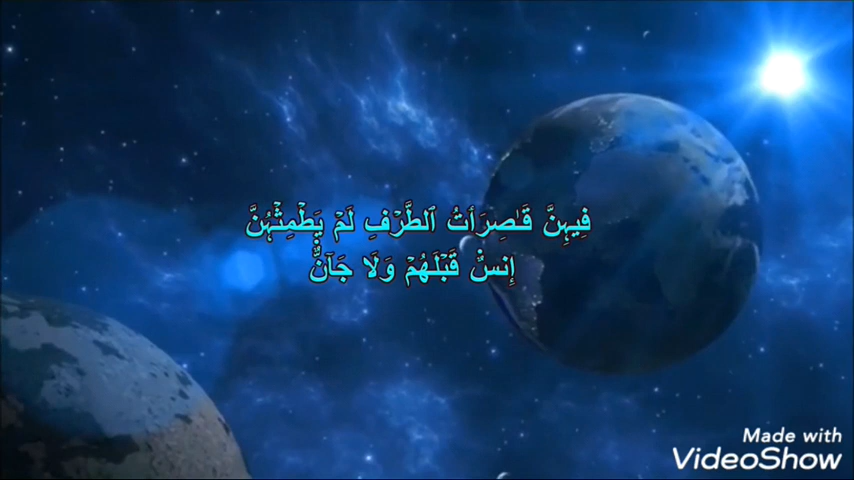 فِيهِنَّ قَـٰصِرَٰتُ ٱلطَّرْفِ لَمْ يَطْمِثْهُنَّ
إِنسٌ قَبْلَهُمْ وَلَا جَآنٌّ
Made with
VideoShow